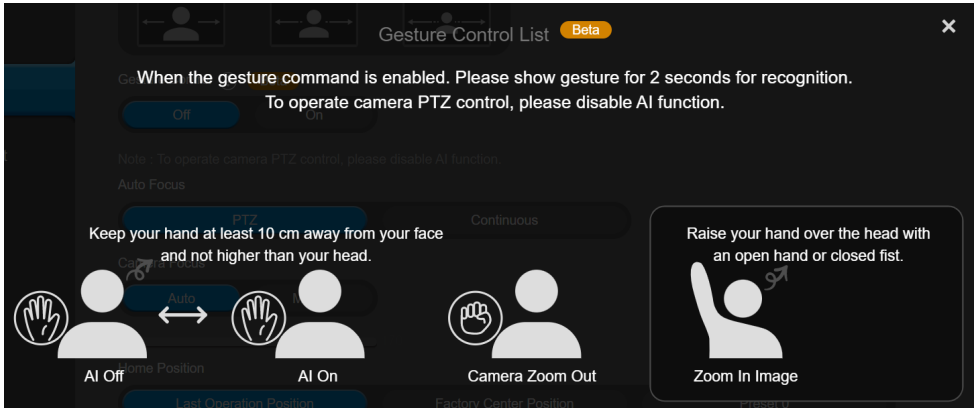 Gesture Control List Beta
×
When the gesture command is enabled. Please show gesture for 2 seconds for recognition.
To operate camera PTZ control, please disable AI function.
Off On
Note : To operate camera PTZ control, please disable AI function.
Auto Focus
PTZ Continuous
Keep your hand at least 10 cm away from your face
and not higher than your head.
Raise your hand over the head with
an open hand or closed fist.
Auto
AI Off
AI On
Camera Zoom Out
Zoom In Image
Home Position
Last Operation Position Factory Center Position Preset 0